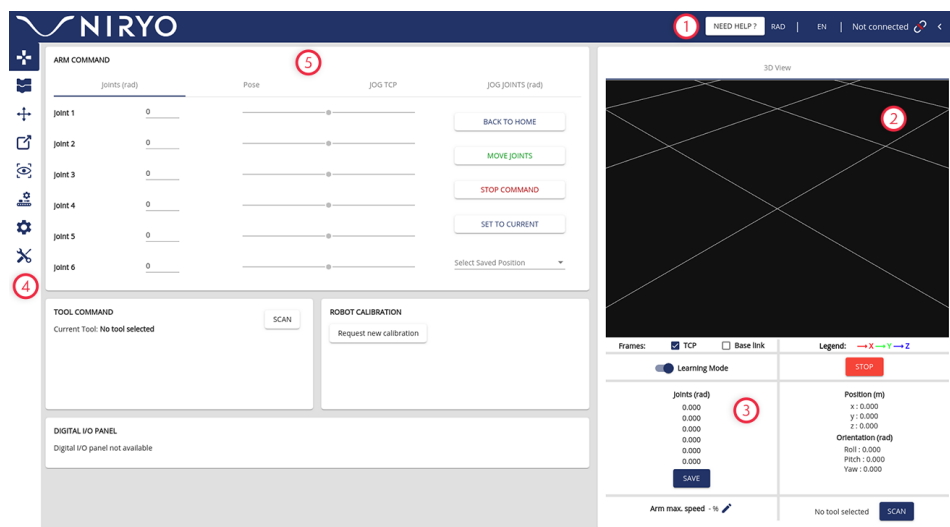 NIRYO
1
NEED HELP ?
RAD
|
EN
|
Not connected
ARM COMMAND
5
Joints (rad)
Pose
JOG TCP
JOG JOINTS (rad)
Joint 1
0
Joint 2
0
Joint 3
0
Joint 4
0
Joint 5
0
Joint 6
0
BACK TO HOME
MOVE JOINTS
STOP COMMAND
SET TO CURRENT
Select Saved Position
4
TOOL COMMAND
Current Tool: No tool selected
SCAN
ROBOT CALIBRATION
Request new calibration
DIGITAL I/O PANEL
Digital I/O panel not available
3D View
2
Frames:
TCP
Base link
Legend:
X
Y
Z
Learning Mode
STOP
Joints (rad)
0.000
0.000
0.000
0.000
0.000
0.000
3
SAVE
Position (m)
x : 0.000
y : 0.000
z : 0.000
Orientation (rad)
Roll : 0.000
Pitch : 0.000
Yaw : 0.000
Arm max. speed - %
No tool selected
SCAN